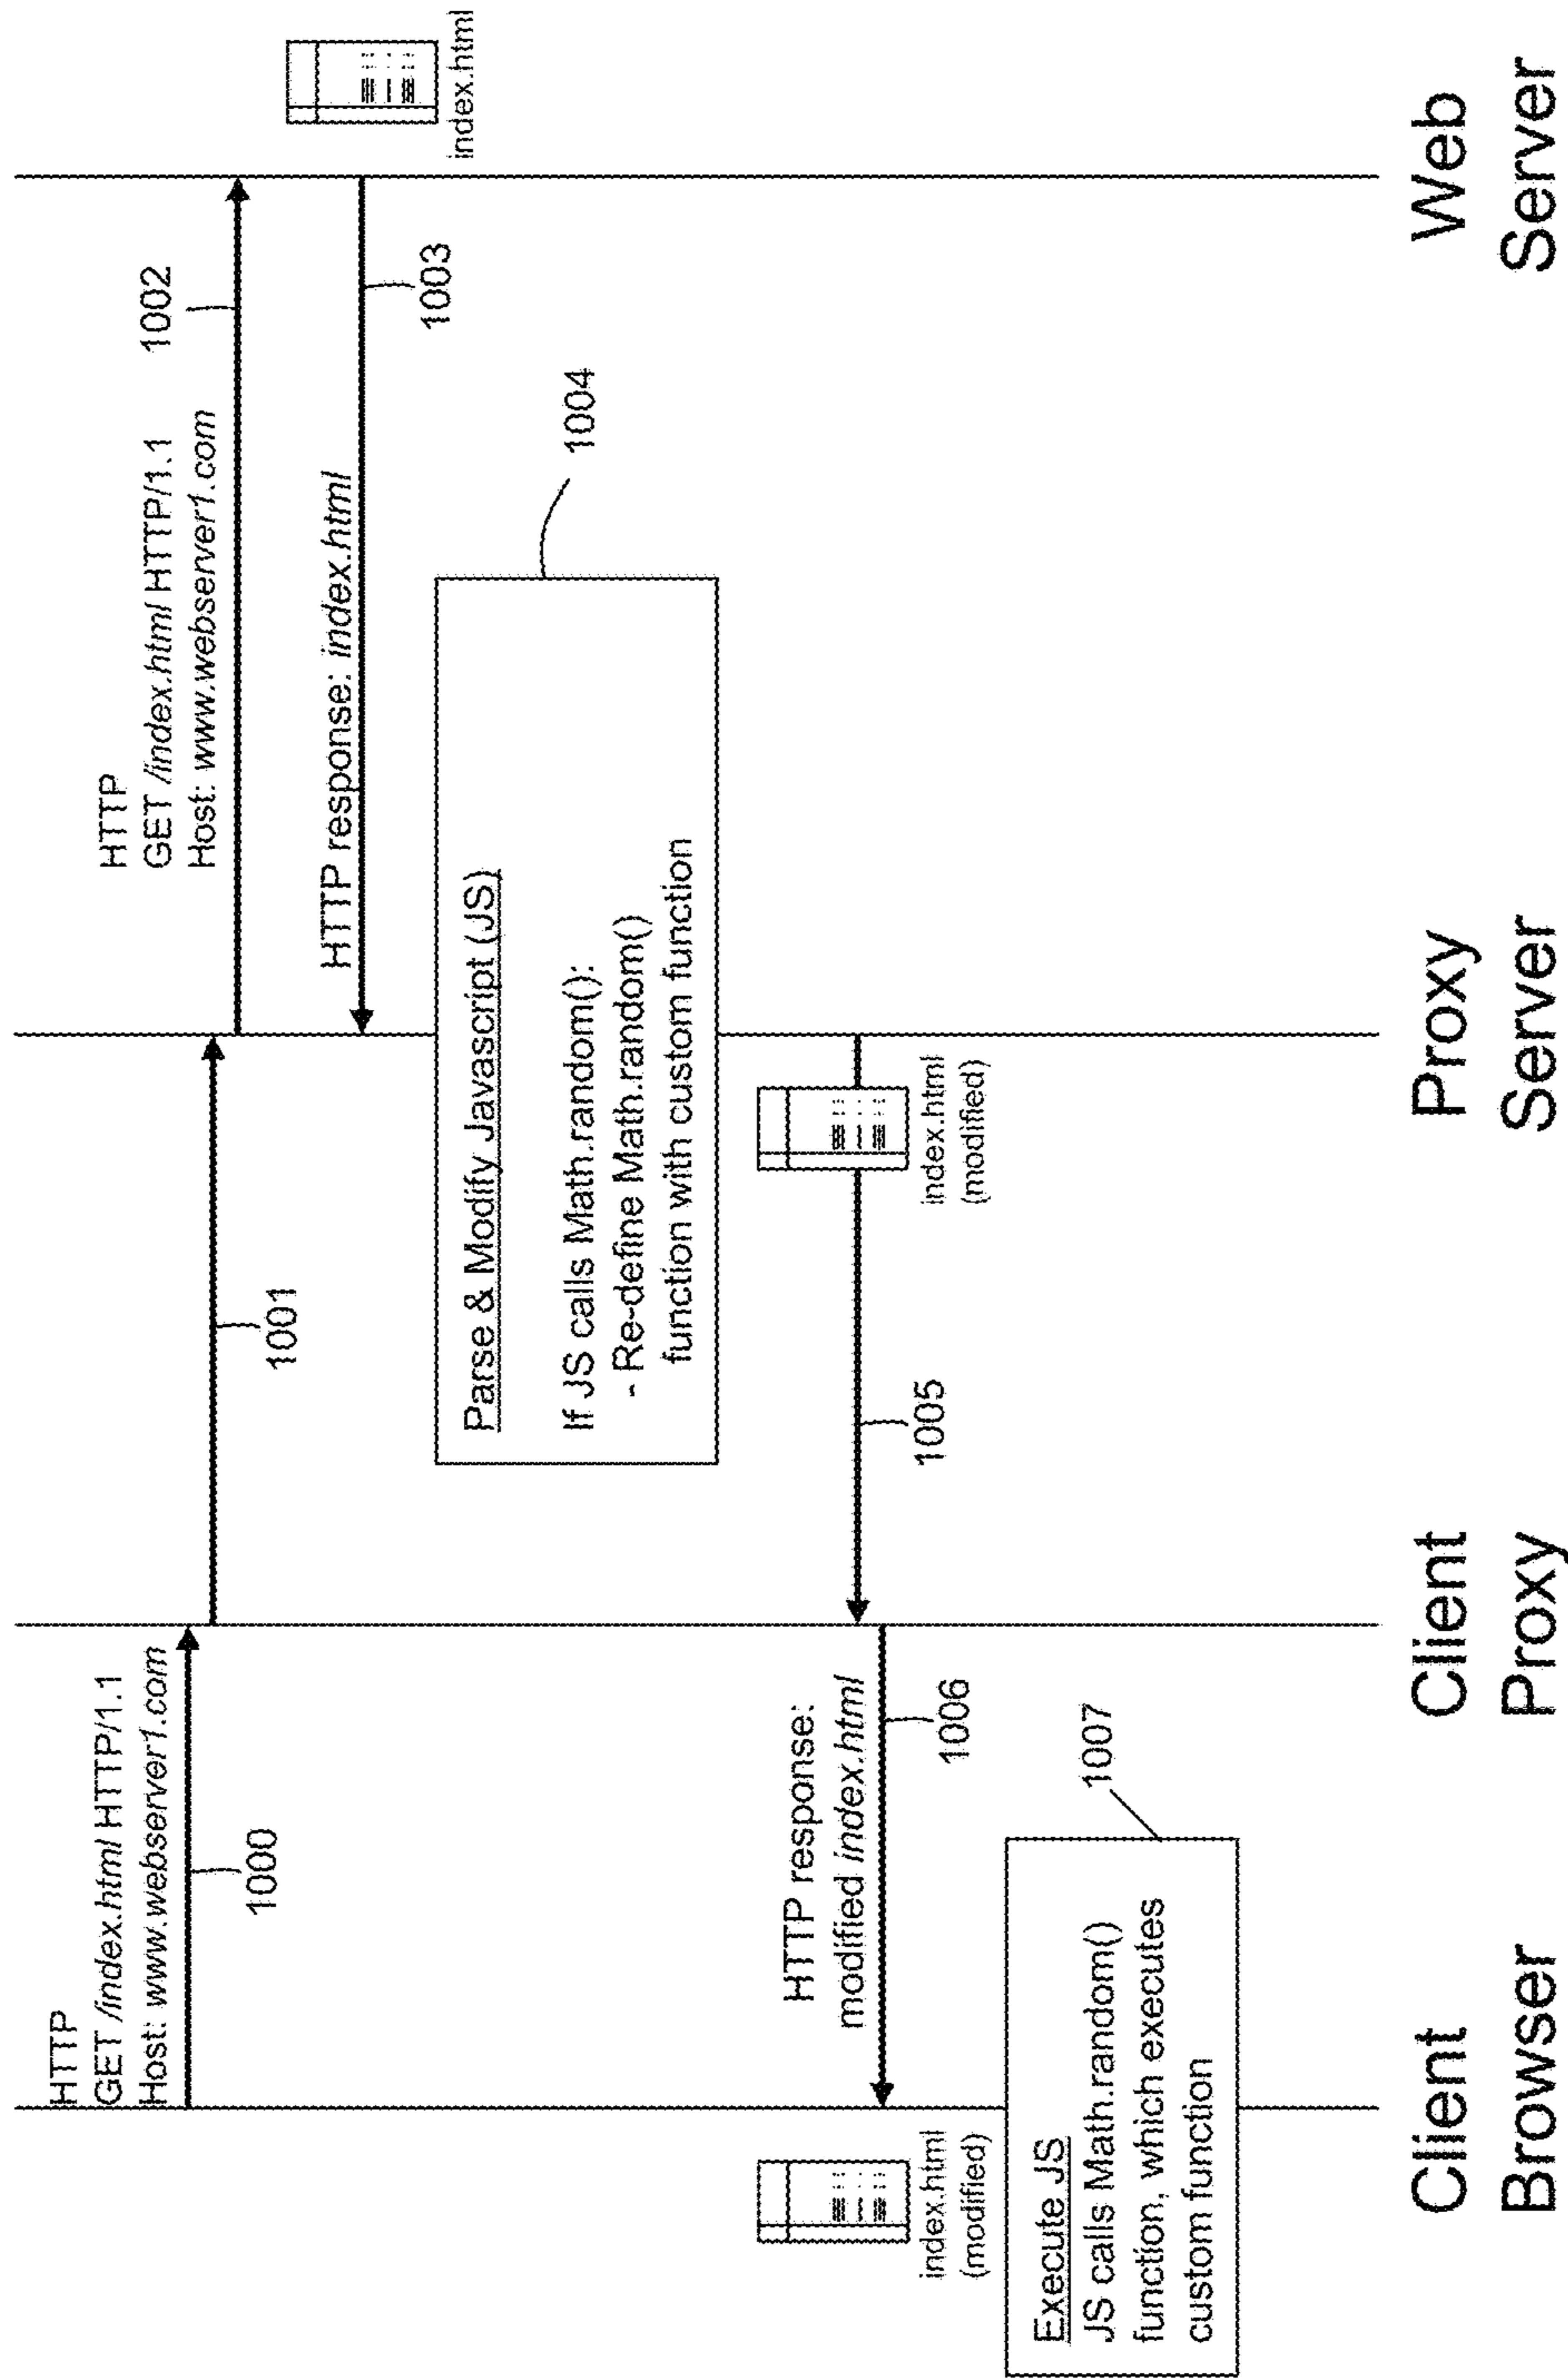 HTTP
GET /index.html HTTP/1.1
Host: www.webserver1.com
1000
1001
HTTP
GET /index.html HTTP/1.1
Host: www.webserver1.com
1002
index.html
HTTP response: index.html
1003
Parse & Modify Javascript (JS)
If JS calls Math.random():
- Re-define Math.random()
function with custom function
1004
index.html
(modified)
1005
HTTP response:
modified index.html
1006
index.html
(modified)
Execute JS
JS calls Math.random()
function, which executes
custom function
1007
Client
Browser
Client
Proxy
Proxy
Server
Web
Server